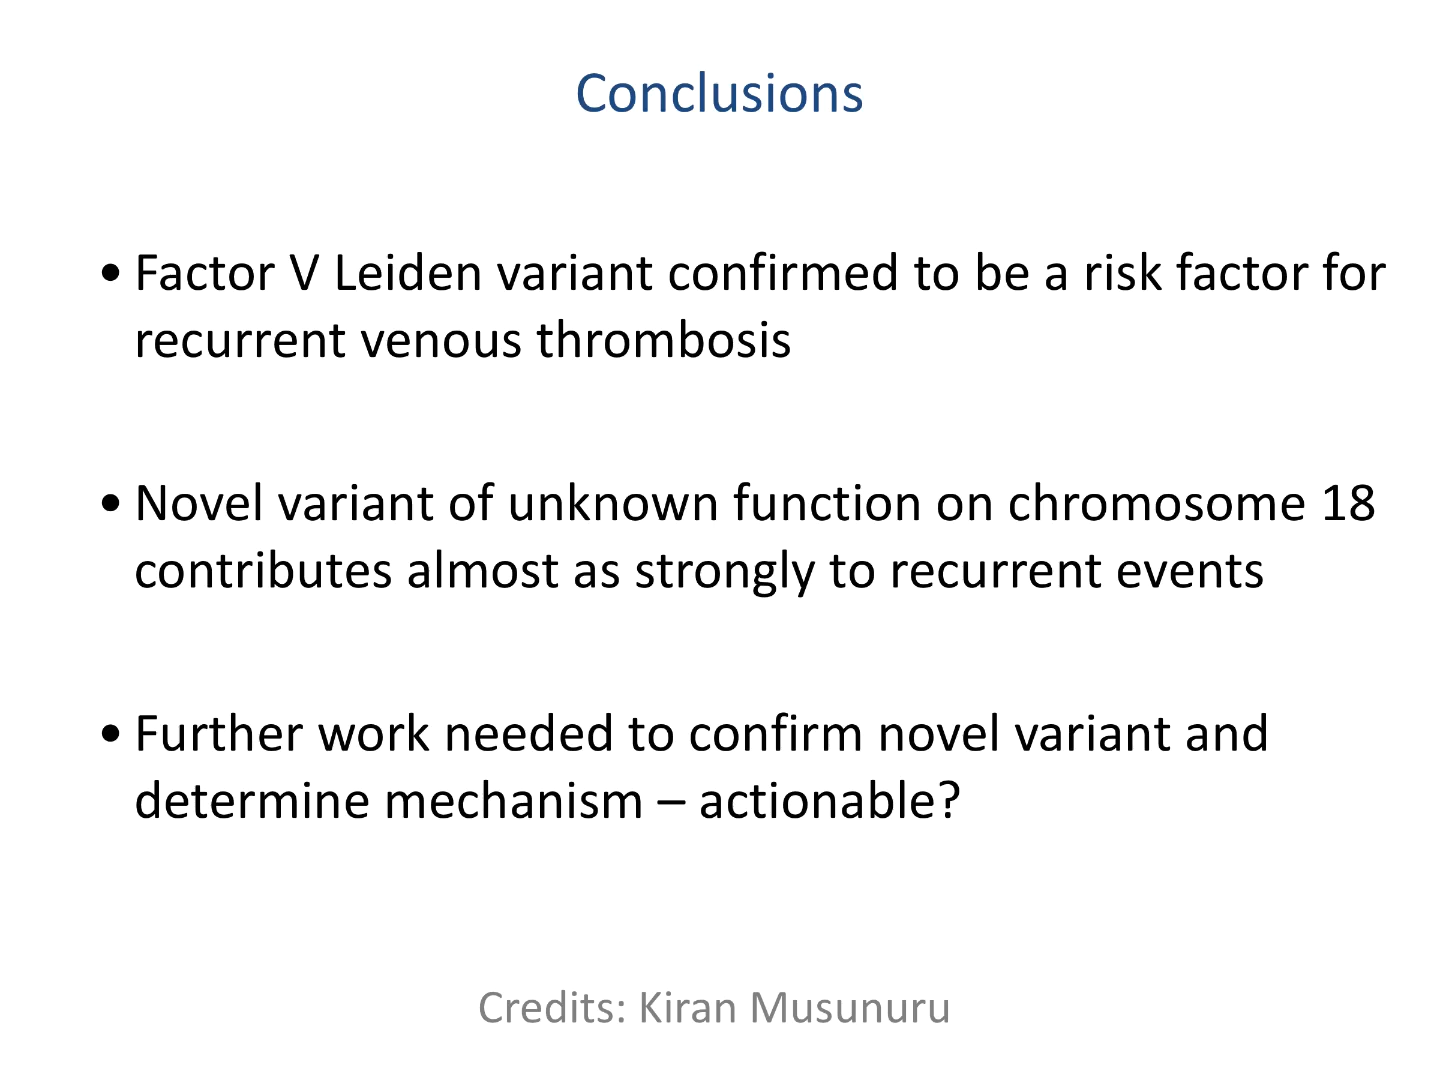 Conclusions
• Factor V Leiden variant confirmed to be a risk factor for
recurrent venous thrombosis
• Novel variant of unknown function on chromosome 18
contributes almost as strongly to recurrent events
• Further work needed to confirm novel variant and
determine mechanism – actionable?
Credits: Kiran Musunuru